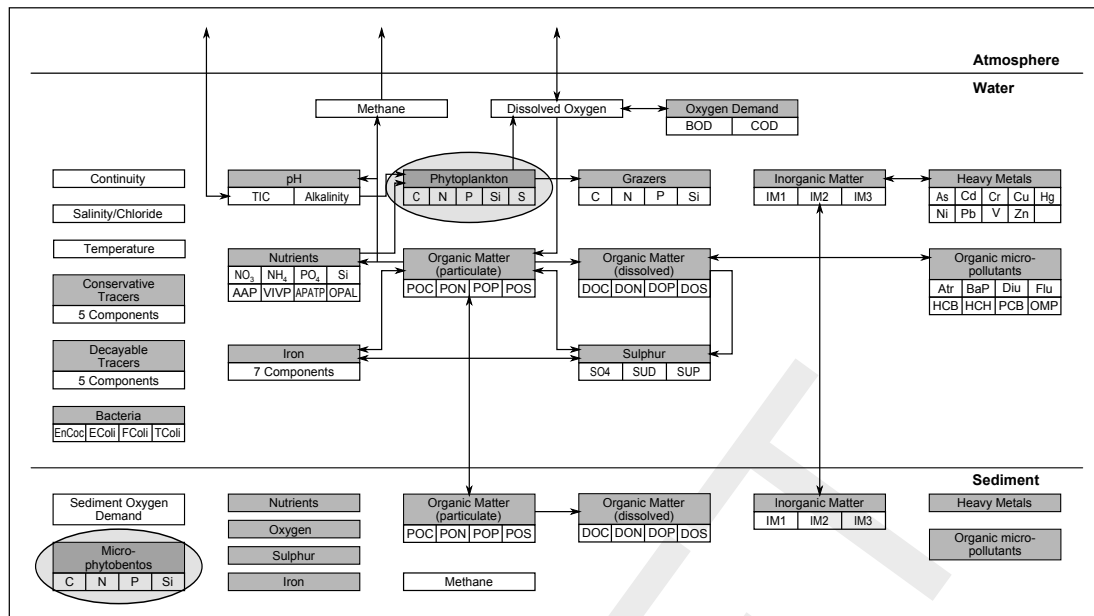 Atmosphere
Water
Methane
Dissolved Oxygen
Oxygen Demand
BOD COD
Continuity
Salinity/Chloride
Temperature
Conservative
Tracers
5 Components
Decayable
Tracers
5 Components
Bacteria
EnCoc EColi FColi TColi
pH
TIC Alkalinity
Phytoplankton
C N P Si S
Grazers
C N P Si
Inorganic Matter
IM1 IM2 IM3
Heavy Metals
As Cd Cr Cu Hg
Ni Pb V Zn
Nutrients
NO3 NH4 PO4 Si
AAP VIVP APATP OPAL
Organic Matter
(particulate)
POC PON POP POS
Organic Matter
(dissolved)
DOC DON DOP DOS
Organic micro-
pollutants
Atr BaP Diu Flu
HCB HCH PCB OMP
Iron
7 Components
Sulphur
SO4 SUD SUP
Sediment
Sediment Oxygen
Demand
Micro-
phytobentos
C N P Si
Nutrients
Oxygen
Sulphur
Iron
Organic Matter
(particulate)
POC PON POP POS
Methane
Organic Matter
(dissolved)
DOC DON DOP DOS
Inorganic Matter
IM1 IM2 IM3
Heavy Metals
Organic micro-
pollutants